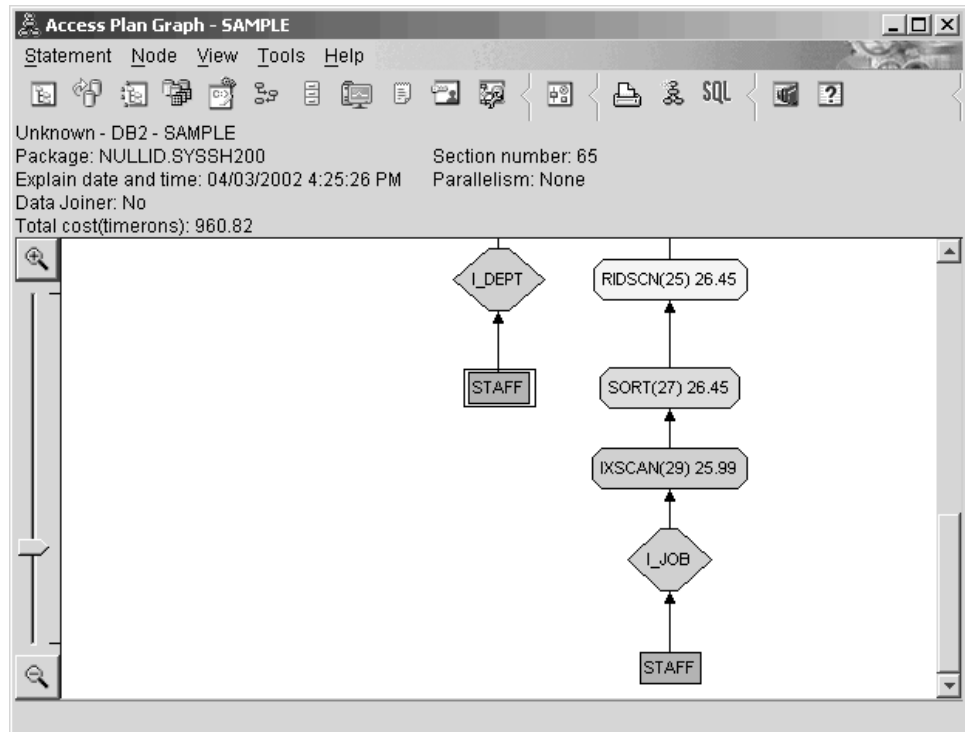 Access Plan Graph - SAMPLE
Statement Node View Tools Help
SQL ?
Unknown - DB2 - SAMPLE
Package: NULLID.SYSSH200 Section number: 65
Explain date and time: 04/03/2002 4:25:26 PM Parallelism: None
Data Joiner: No
Total cost(timerons): 960.82
I_DEPT RIDSCN(25) 26.45
STAFF SORT(27) 26.45
IXSCAN(29) 25.99
I_JOB
STAFF